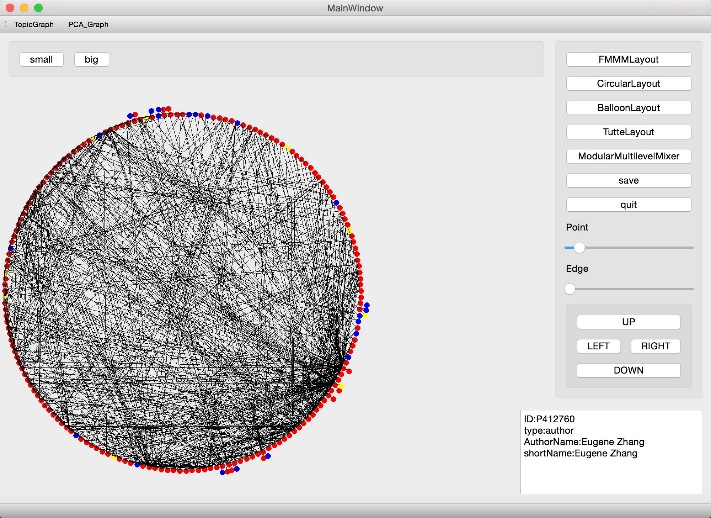 MainWindow
TopicGraph PCA_Graph
small big
FMMMLayout
CircularLayout
BalloonLayout
TutteLayout
ModularMultilevelMixer
save
quit
Point
Edge
UP
LEFT RIGHT
DOWN
ID:P412760
type:author
AuthorName:Eugene Zhang
shortName:Eugene Zhang